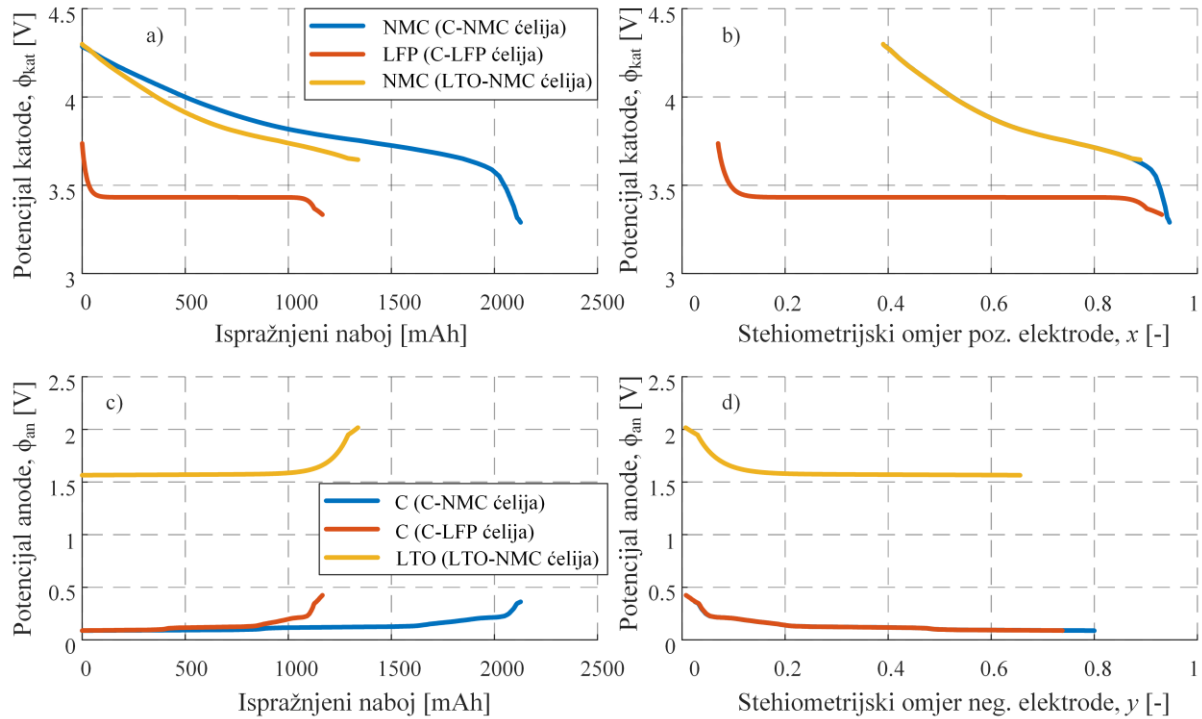 a)
NMC (C-NMC ćelija)
LFP (C-LFP ćelija)
NMC (LTO-NMC ćelija)
Potencijal katode, ϕkat [V]
4.5
4
3.5
3
0 500 1000 1500 2000 2500
Ispražnjeni naboj [mAh]
b)
Potencijal katode, ϕkat [V]
4.5
4
3.5
3
0 0.2 0.4 0.6 0.8 1
Stehiometrijski omjer poz. elektrode, x [-]
c)
C (C-NMC ćelija)
C (C-LFP ćelija)
LTO (LTO-NMC ćelija)
Potencijal anode, ϕan [V]
2.5
2
1.5
1
0.5
0
0 500 1000 1500 2000 2500
Ispražnjeni naboj [mAh]
d)
Potencijal anode, ϕan [V]
2.5
2
1.5
1
0.5
0
0 0.2 0.4 0.6 0.8 1
Stehiometrijski omjer neg. elektrode, y [-]